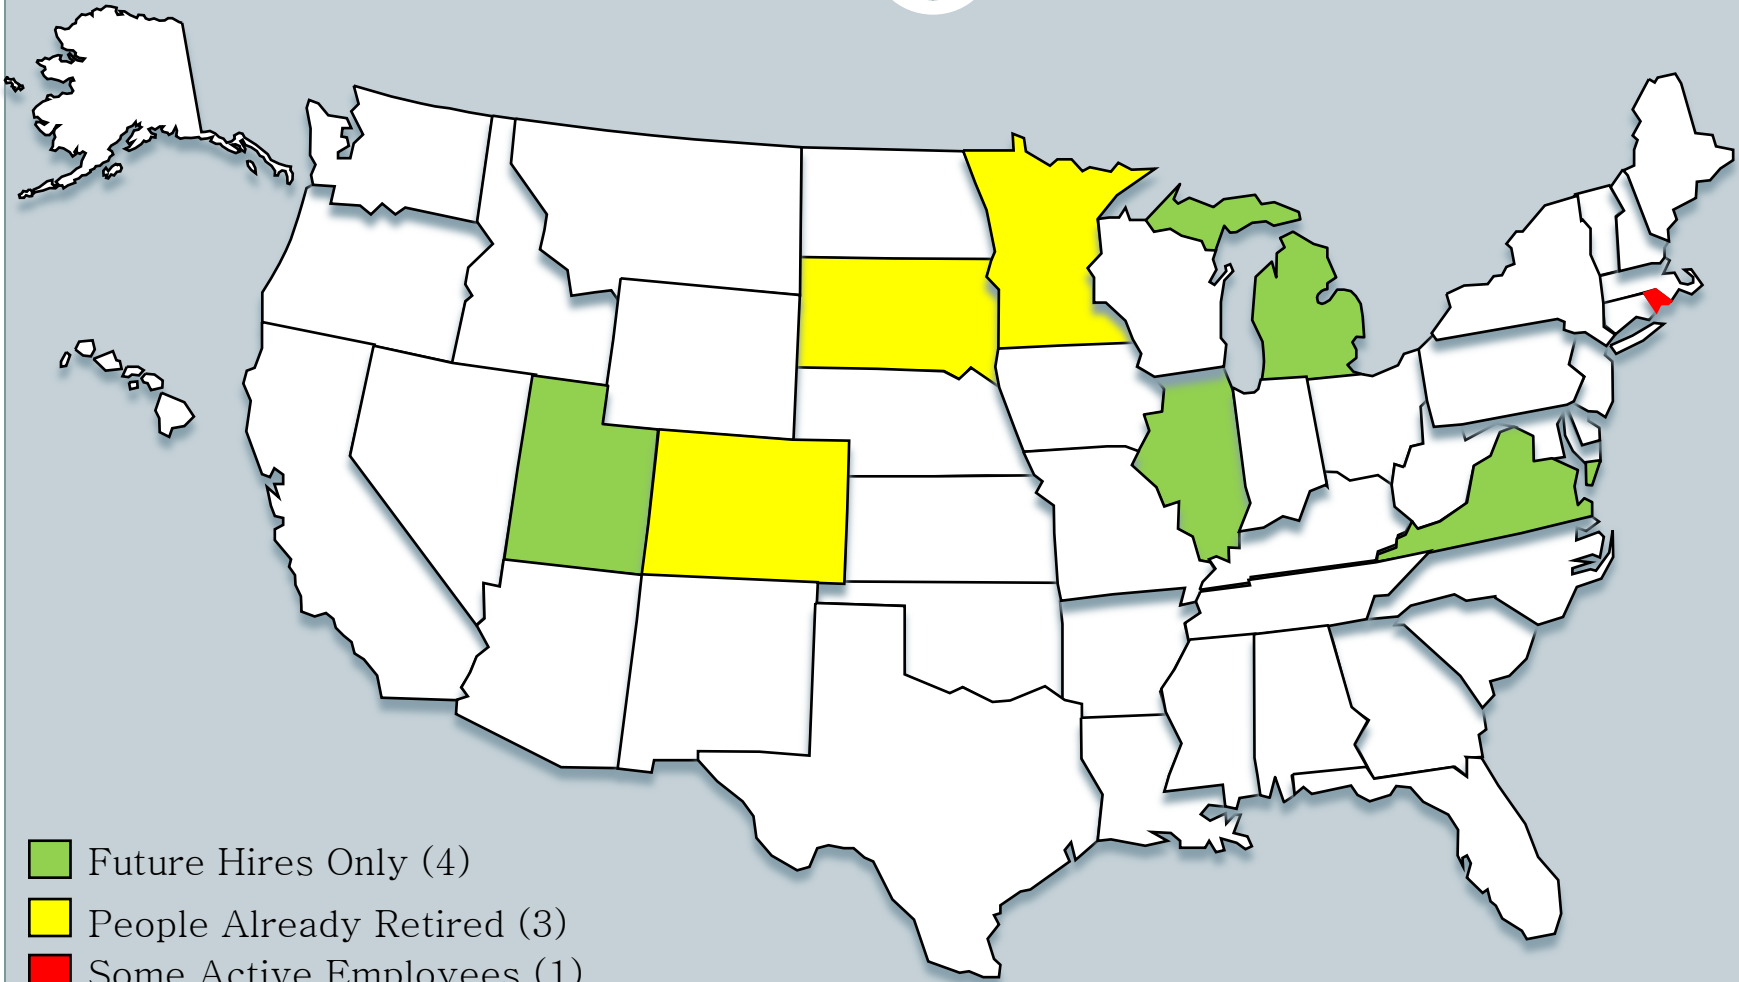 Future Hires Only (4)
People Already Retired (3)
Some Active Employees (1)